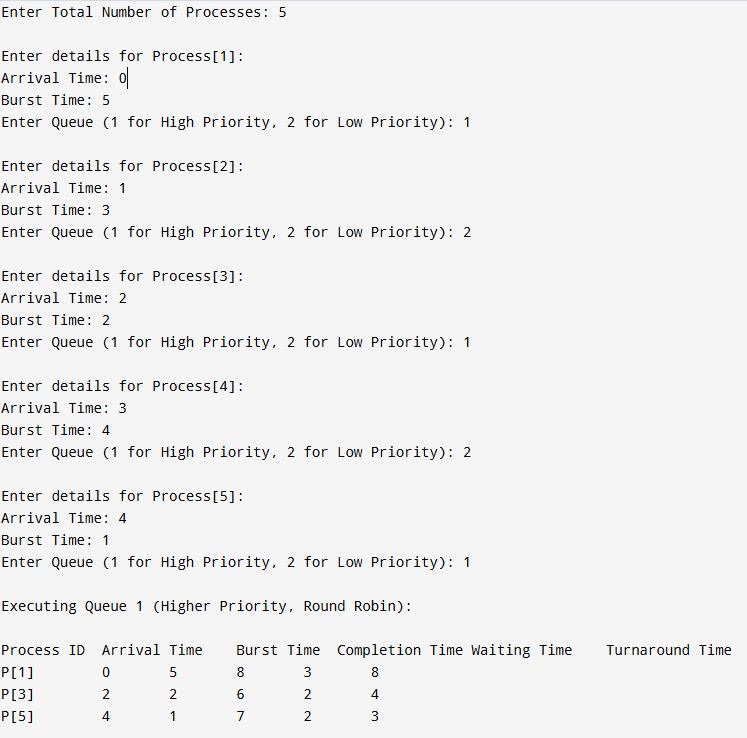 Enter Total Number of Processes: 5
Enter details for Process[1]:
Arrival Time: 0
Burst Time: 5
Enter Queue (1 for High Priority, 2 for Low Priority): 1
Enter details for Process[2]:
Arrival Time: 1
Burst Time: 3
Enter Queue (1 for High Priority, 2 for Low Priority): 2
Enter details for Process[3]:
Arrival Time: 2
Burst Time: 2
Enter Queue (1 for High Priority, 2 for Low Priority): 1
Enter details for Process[4]:
Arrival Time: 3
Burst Time: 4
Enter Queue (1 for High Priority, 2 for Low Priority): 2
Enter details for Process[5]:
Arrival Time: 4
Burst Time: 1
Enter Queue (1 for High Priority, 2 for Low Priority): 1
Executing Queue 1 (Higher Priority, Round Robin):
Process ID  Arrival Time    Burst Time  Completion Time Waiting Time    Turnaround Time
P[1]        0       5       8       3       8
P[3]        2       2       6       2       4
P[5]        4       1       7       2       3